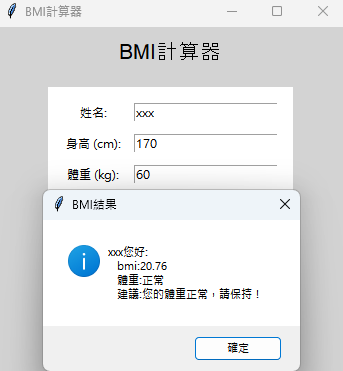 BMI計算器
BMI計算器
姓名: xxx
身高 (cm): 170
體重 (kg): 60
BMI結果
xxx您好:
bmi:20.76
體重:正常
建議:您的體重正常，請保持！
確定